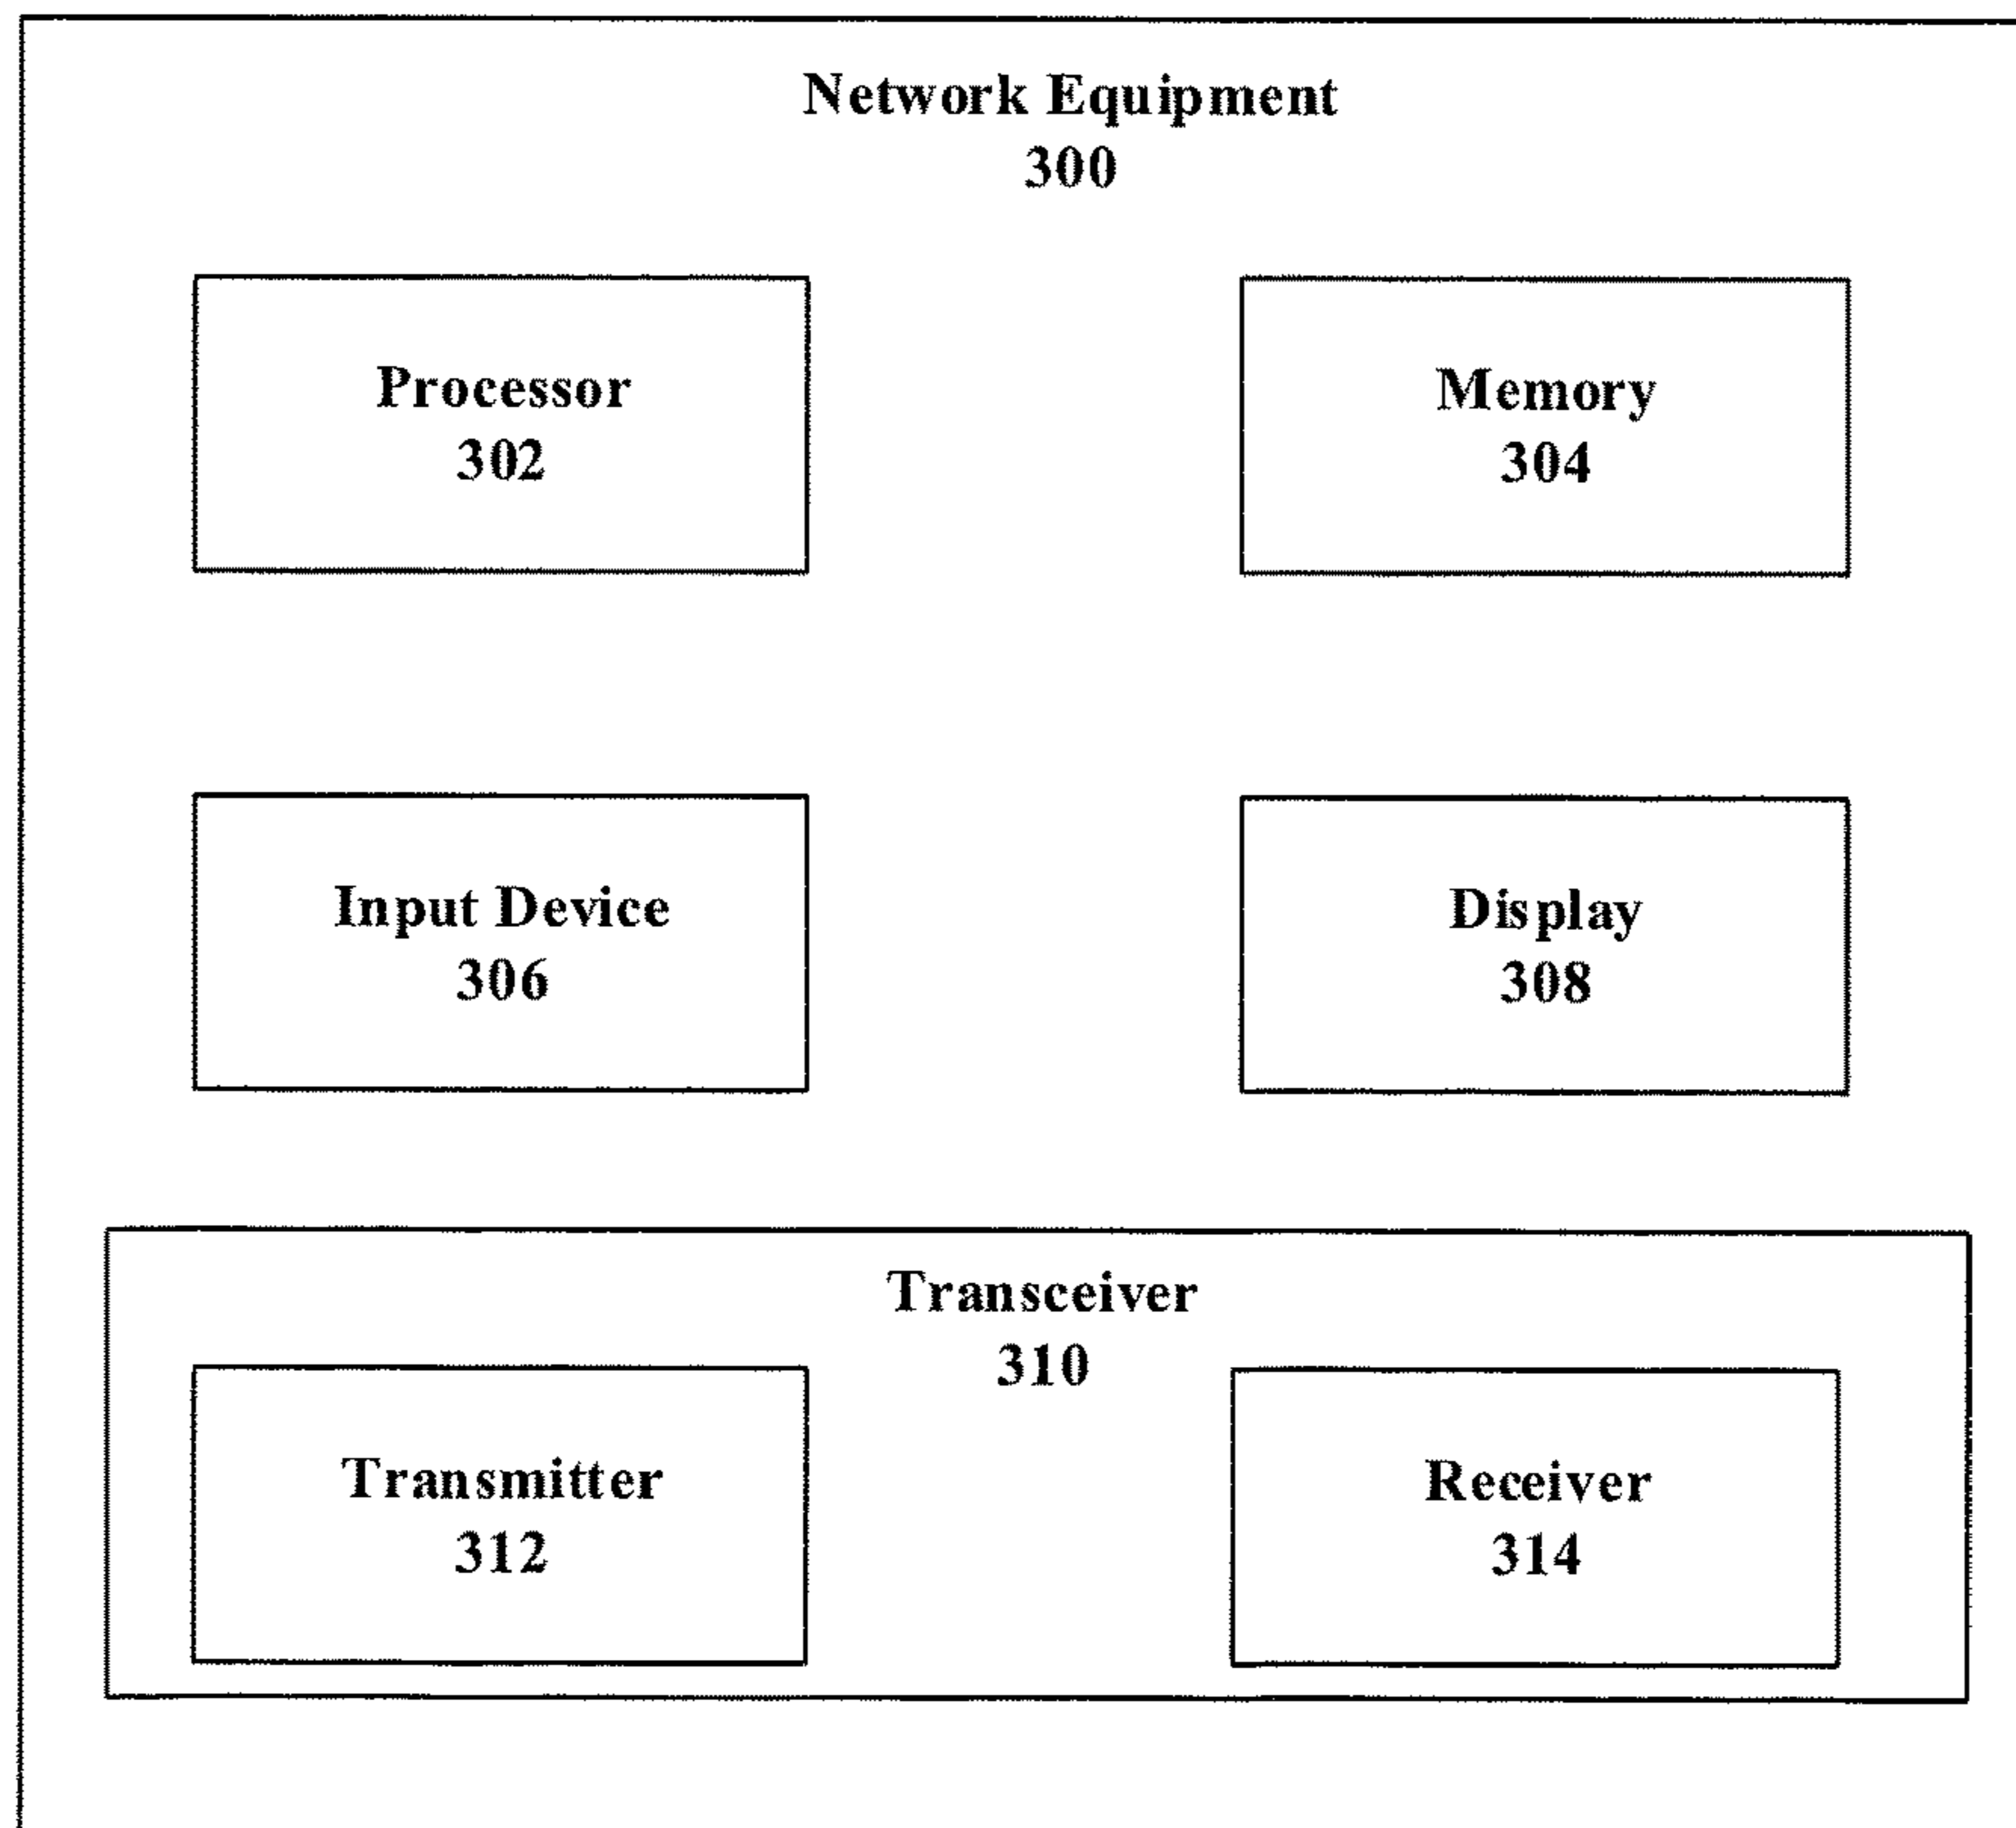 Network Equipment
300
Processor
302
Memory
304
Input Device
306
Display
308
Transceiver
310
Transmitter
312
Receiver
314